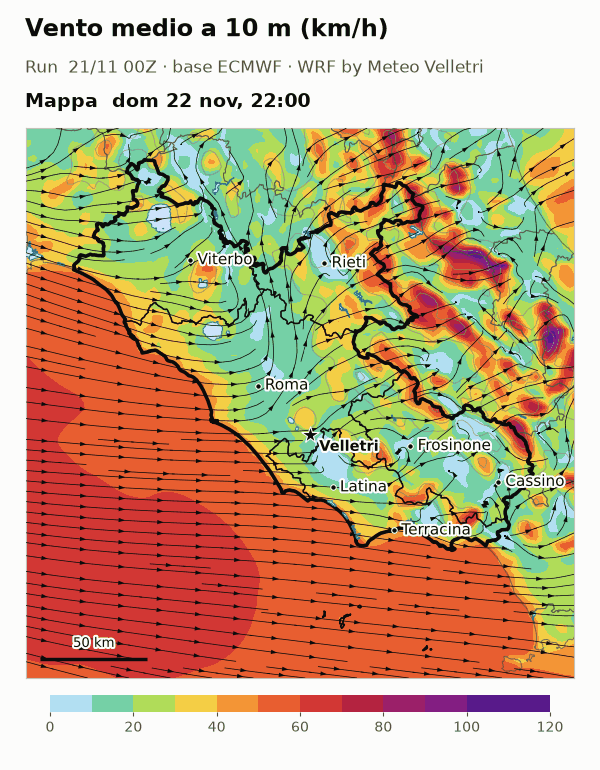 Vento medio a 10 m (km/h)
Run  21/11 00Z · base ECMWF · WRF by Meteo Velletri
Mappa  dom 22 nov, 22:00
Viterbo
Rieti
Roma
Velletri
Frosinone
Latina
Cassino
Terracina
50 km
0 20 40 60 80 100 120